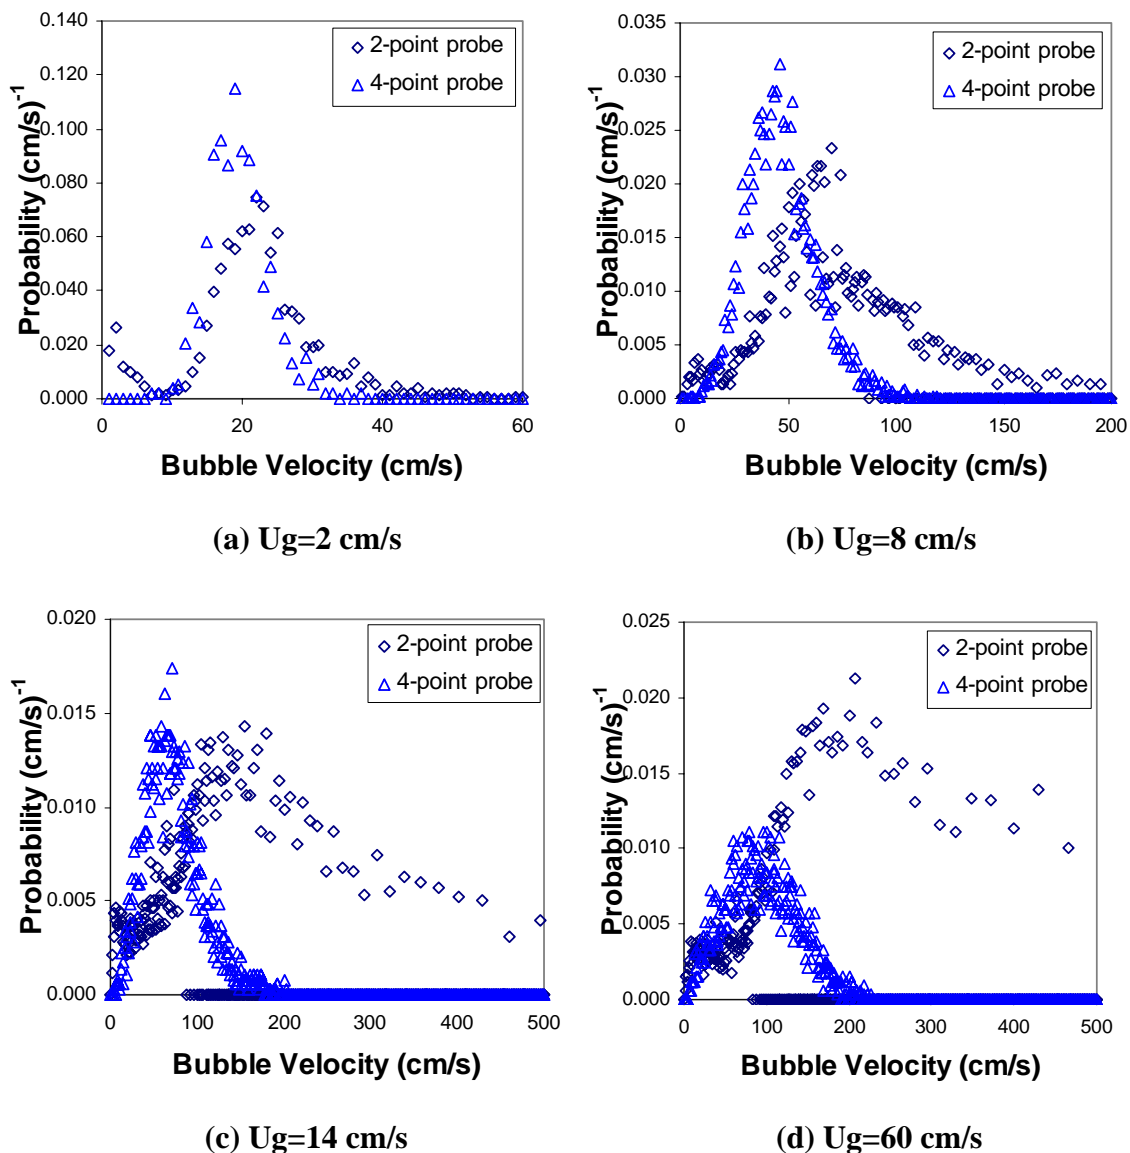 0.140
0.120
0.100
0.080
0.060
0.040
0.020
0.000
Probability (cm/s)-1
2-point probe
4-point probe
0 20 40 60
Bubble Velocity (cm/s)
(a) Ug=2 cm/s
0.035
0.030
0.025
0.020
0.015
0.010
0.005
0.000
Probability (cm/s)-1
2-point probe
4-point probe
0 50 100 150 200
Bubble Velocity (cm/s)
(b) Ug=8 cm/s
0.020
0.015
0.010
0.005
0.000
Probability (cm/s)-1
2-point probe
4-point probe
0 100 200 300 400 500
Bubble Velocity (cm/s)
(c) Ug=14 cm/s
0.025
0.020
0.015
0.010
0.005
0.000
Probability (cm/s)-1
2-point probe
4-point probe
0 100 200 300 400 500
Bubble Velocity (cm/s)
(d) Ug=60 cm/s